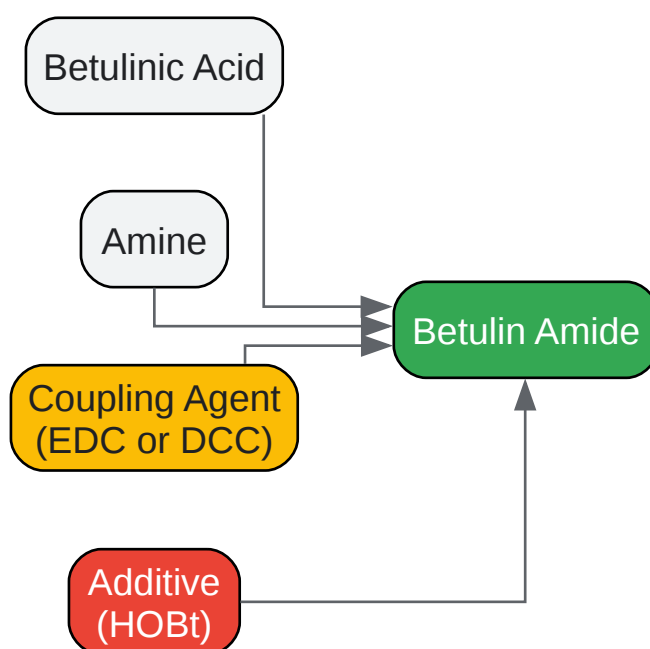 Betulinic Acid
Amine
Betulin Amide
Coupling Agent
(EDC or DCC)
Additive
(HOBt)